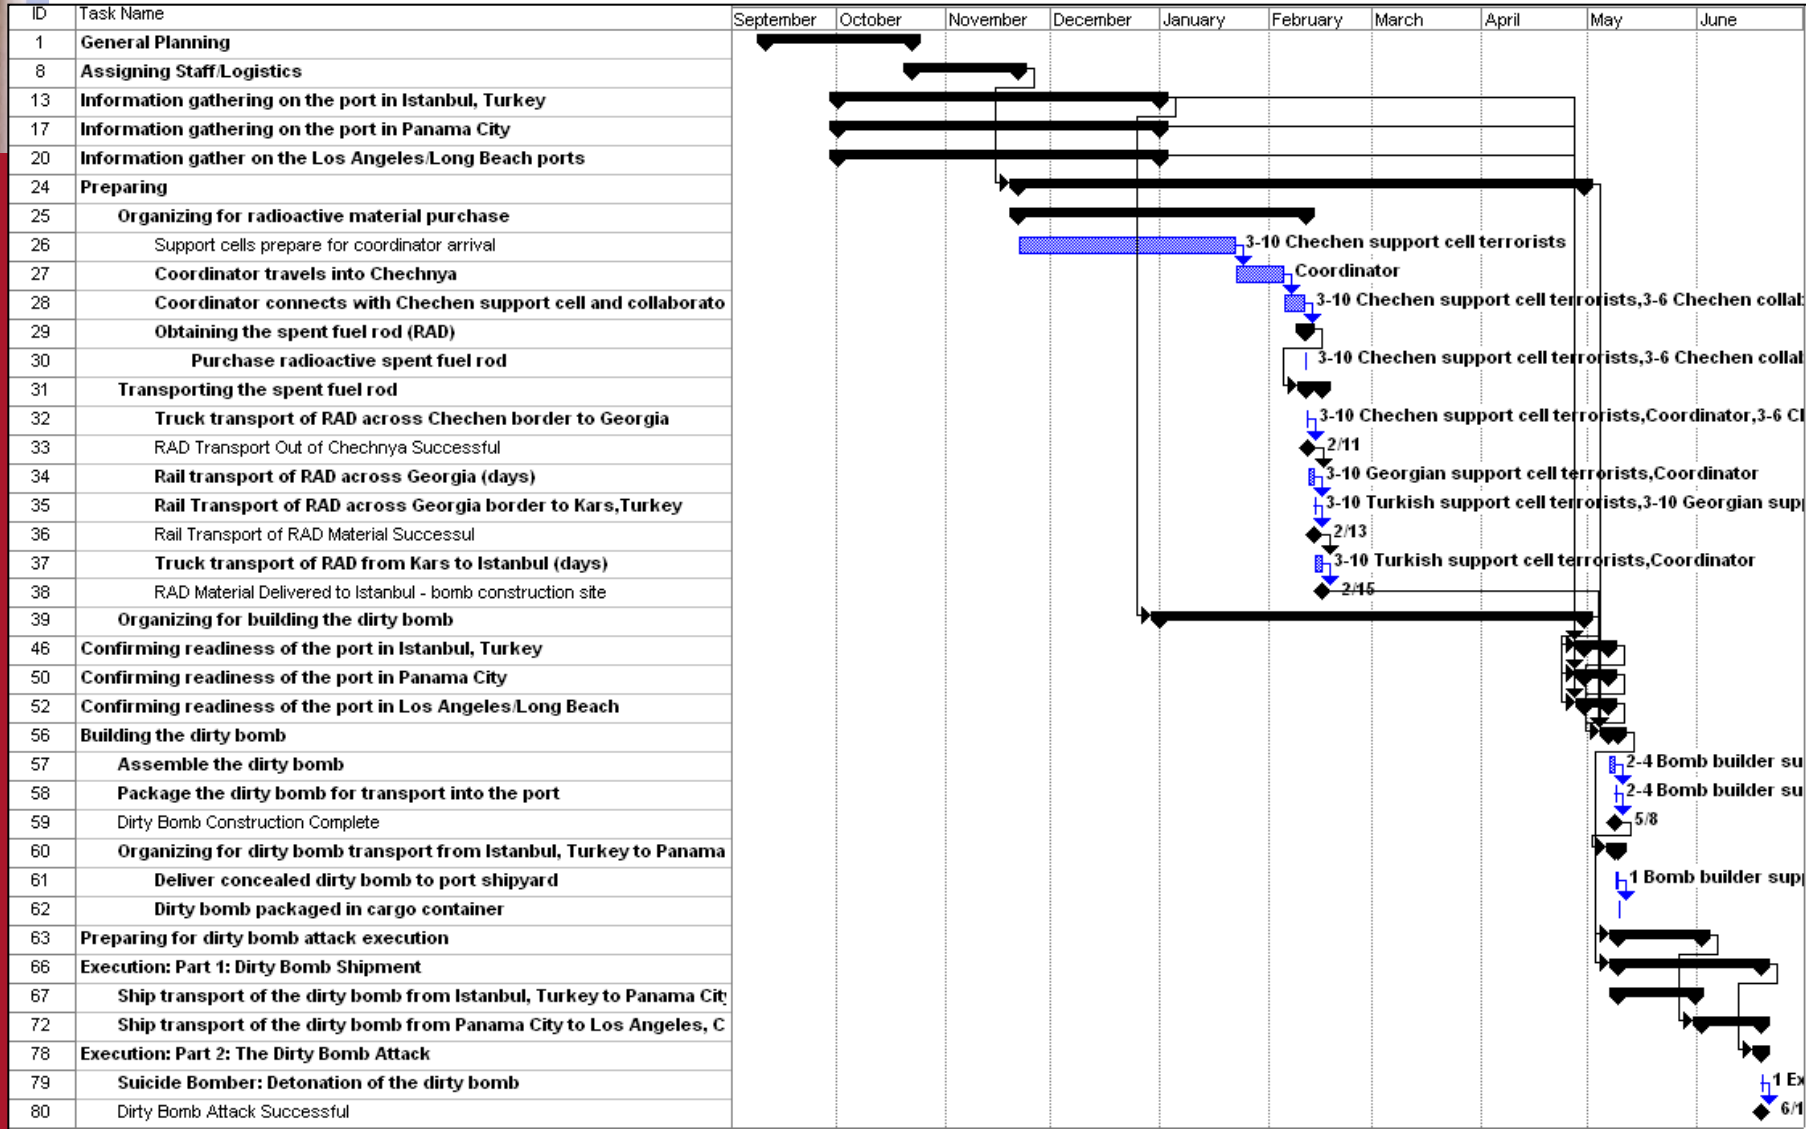 ID Task Name September October November December January February March April May June
1 General Planning
8 Assigning Staff/Logistics
13 Information gathering on the port in Istanbul, Turkey
17 Information gathering on the port in Panama City
20 Information gather on the Los Angeles/Long Beach ports
24 Preparing
25 Organizing for radioactive material purchase
26 Support cells prepare for coordinator arrival 3-10 Chechen support cell terrorists
27 Coordinator travels into Chechnya Coordinator
28 Coordinator connects with Chechen support cell and collaborato 3-10 Chechen support cell terrorists,3-6 Chechen collab
29 Obtaining the spent fuel rod (RAD)
30 Purchase radioactive spent fuel rod 3-10 Chechen support cell terrorists,3-6 Chechen collab
31 Transporting the spent fuel rod
32 Truck transport of RAD across Chechen border to Georgia 3-10 Chechen support cell terrorists,Coordinator,3-6 Cl
33 RAD Transport Out of Chechnya Successful 2/11
34 Rail transport of RAD across Georgia (days) 3-10 Georgian support cell terrorists,Coordinator
35 Rail Transport of RAD across Georgia border to Kars,Turkey 3-10 Turkish support cell terrorists,3-10 Georgian supp
36 Rail Transport of RAD Material Successul 2/13
37 Truck transport of RAD from Kars to Istanbul (days) 3-10 Turkish support cell terrorists,Coordinator
38 RAD Material Delivered to Istanbul - bomb construction site 2/15
39 Organizing for building the dirty bomb
46 Confirming readiness of the port in Istanbul, Turkey
50 Confirming readiness of the port in Panama City
52 Confirming readiness of the port in Los Angeles/Long Beach
56 Building the dirty bomb
57 Assemble the dirty bomb 2-4 Bomb builder su
58 Package the dirty bomb for transport into the port 2-4 Bomb builder su
59 Dirty Bomb Construction Complete 5/8
60 Organizing for dirty bomb transport from Istanbul, Turkey to Panama
61 Deliver concealed dirty bomb to port shipyard 1 Bomb builder supp
62 Dirty bomb packaged in cargo container
63 Preparing for dirty bomb attack execution
66 Execution: Part 1: Dirty Bomb Shipment
67 Ship transport of the dirty bomb from Istanbul, Turkey to Panama City
72 Ship transport of the dirty bomb from Panama City to Los Angeles, C
78 Execution: Part 2: The Dirty Bomb Attack
79 Suicide Bomber: Detonation of the dirty bomb 1 Ex
80 Dirty Bomb Attack Successful 6/1